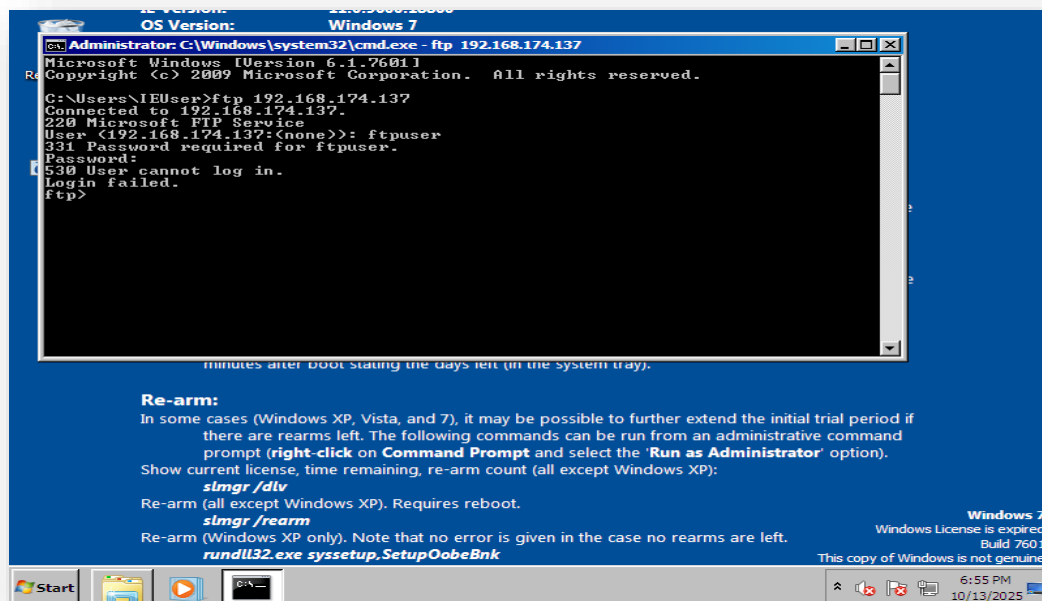 IE Version: 11.0.9600.18860
OS Version: Windows 7
Administrator: C:\Windows\system32\cmd.exe - ftp 192.168.174.137
Microsoft Windows [Version 6.1.7601]
Copyright (c) 2009 Microsoft Corporation.  All rights reserved.
C:\Users\IEUser>ftp 192.168.174.137
Connected to 192.168.174.137.
220 Microsoft FTP Service
User (192.168.174.137:(none)): ftpuser
331 Password required for ftpuser.
Password:
530 User cannot log in.
Login failed.
ftp>
minutes after boot stating the days left (in the system tray).
Re-arm:
In some cases (Windows XP, Vista, and 7), it may be possible to further extend the initial trial period if
there are rearms left. The following commands can be run from an administrative command
prompt (right-click on Command Prompt and select the 'Run as Administrator' option).
Show current license, time remaining, re-arm count (all except Windows XP):
slmgr /dlv
Re-arm (all except Windows XP). Requires reboot.
slmgr /rearm
Re-arm (Windows XP only). Note that no error is given in the case no rearms are left.
rundll32.exe syssetup,SetupOobeBnk
Windows 7
Windows License is expired
Build 7601
This copy of Windows is not genuine
Start
6:55 PM
10/13/2025